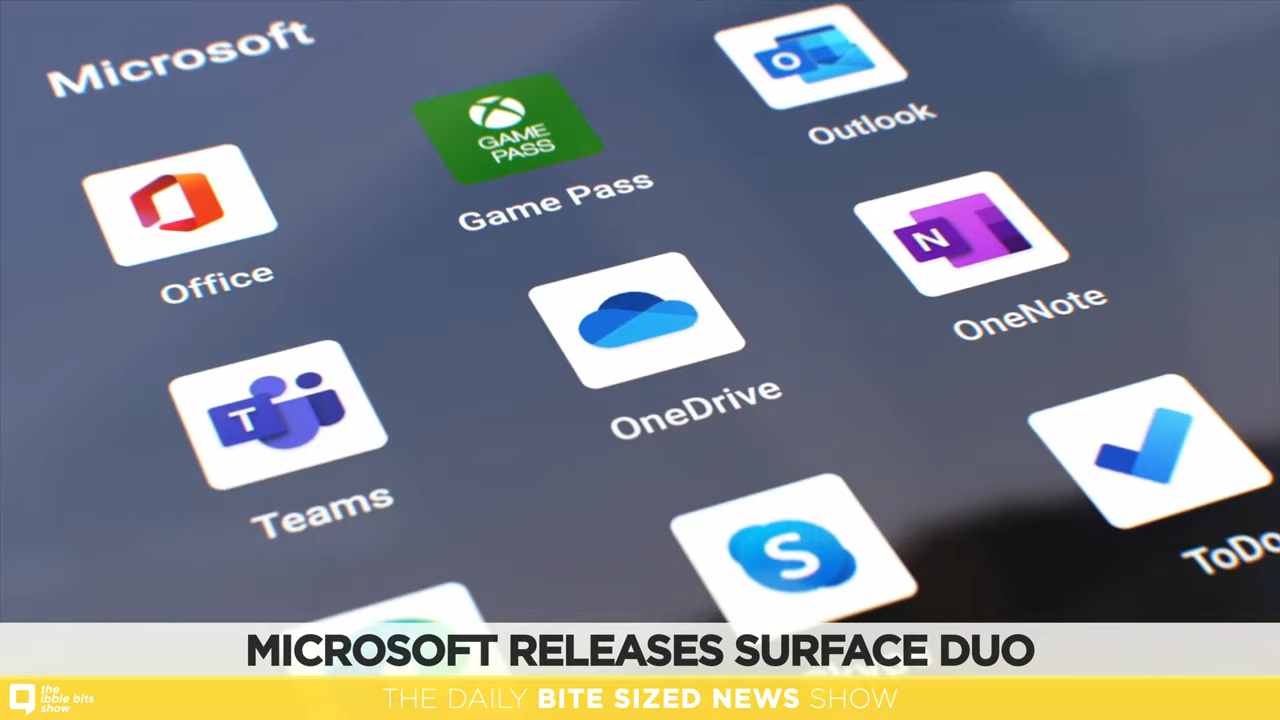 Microsoft
GAME
PASS
Game Pass
O
Outlook
Office
N
OneNote
T
Teams
OneDrive
S
ToDo
MICROSOFT RELEASES SURFACE DUO
THE DAILY BITE SIZED NEWS SHOW
the
ibble bits
show